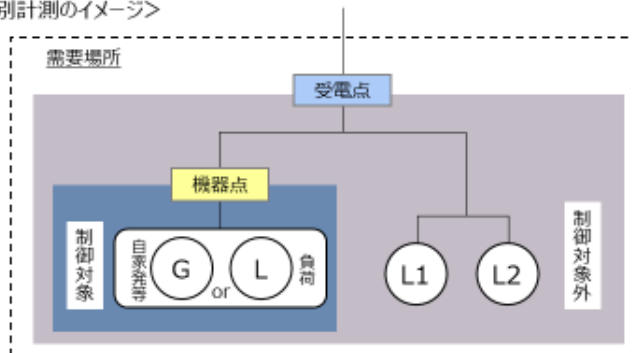 別計測のイメージ＞
需要場所
受電点
機器点
制御対象
自家発等
G
or
L
負荷
L1
L2
制御対象外